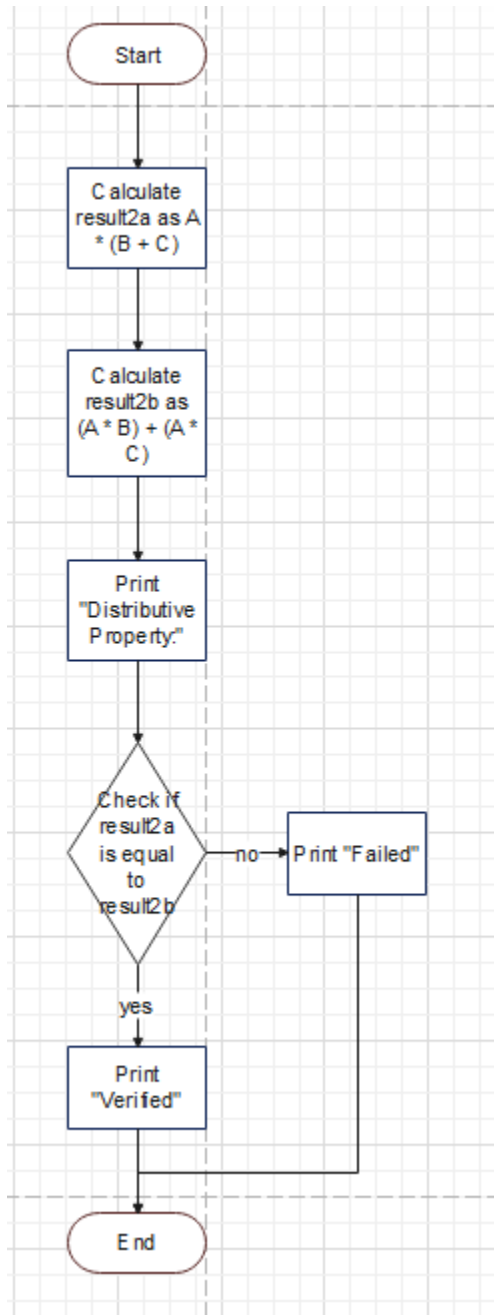 Start
Calculate
result2a as A
* (B + C)
Calculate
result2b as
(A * B) + (A *
C)
Print
"Distributive
Property:"
Check if
result2a
is equal
to
result2b
no
Print "Failed"
yes
Print
"Verified"
End